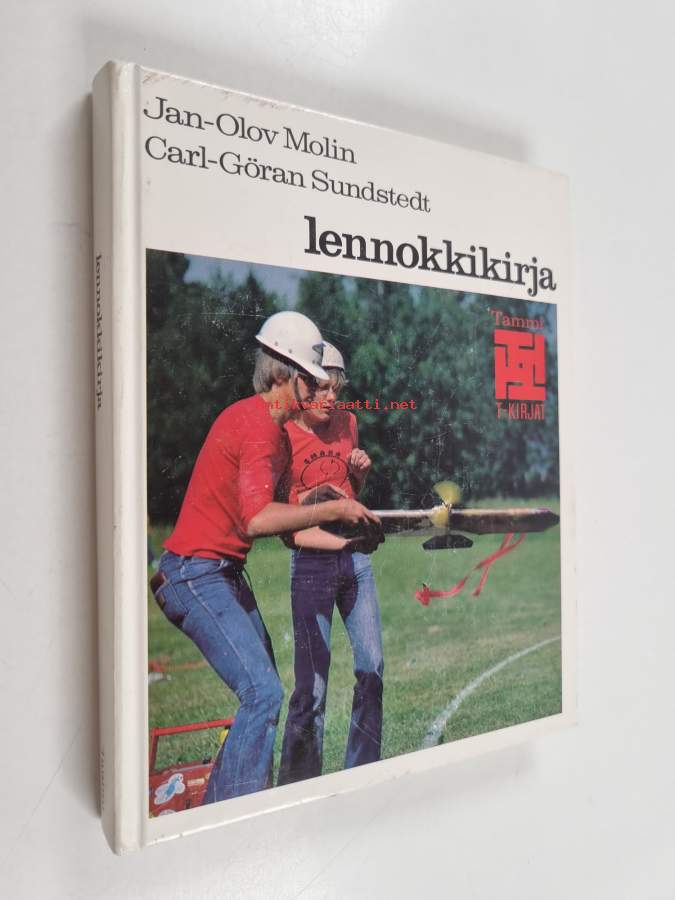 Jan-Olov Molin
Carl-Göran Sundstedt
lennokkikirja
Tammi
T-KIRJAT
antikvariaatti.net
lennokkikirja